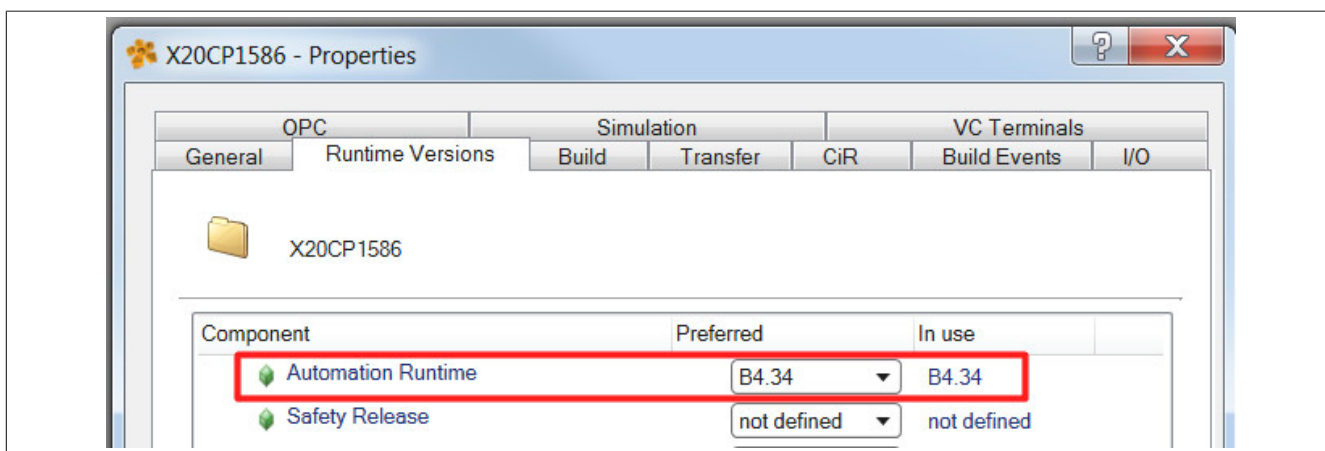 X20CP1586 - Properties
OPC Simulation VC Terminals
General Runtime Versions Build Transfer CiR Build Events I/O
X20CP1586
Component Preferred In use
Automation Runtime B4.34 B4.34
Safety Release not defined not defined